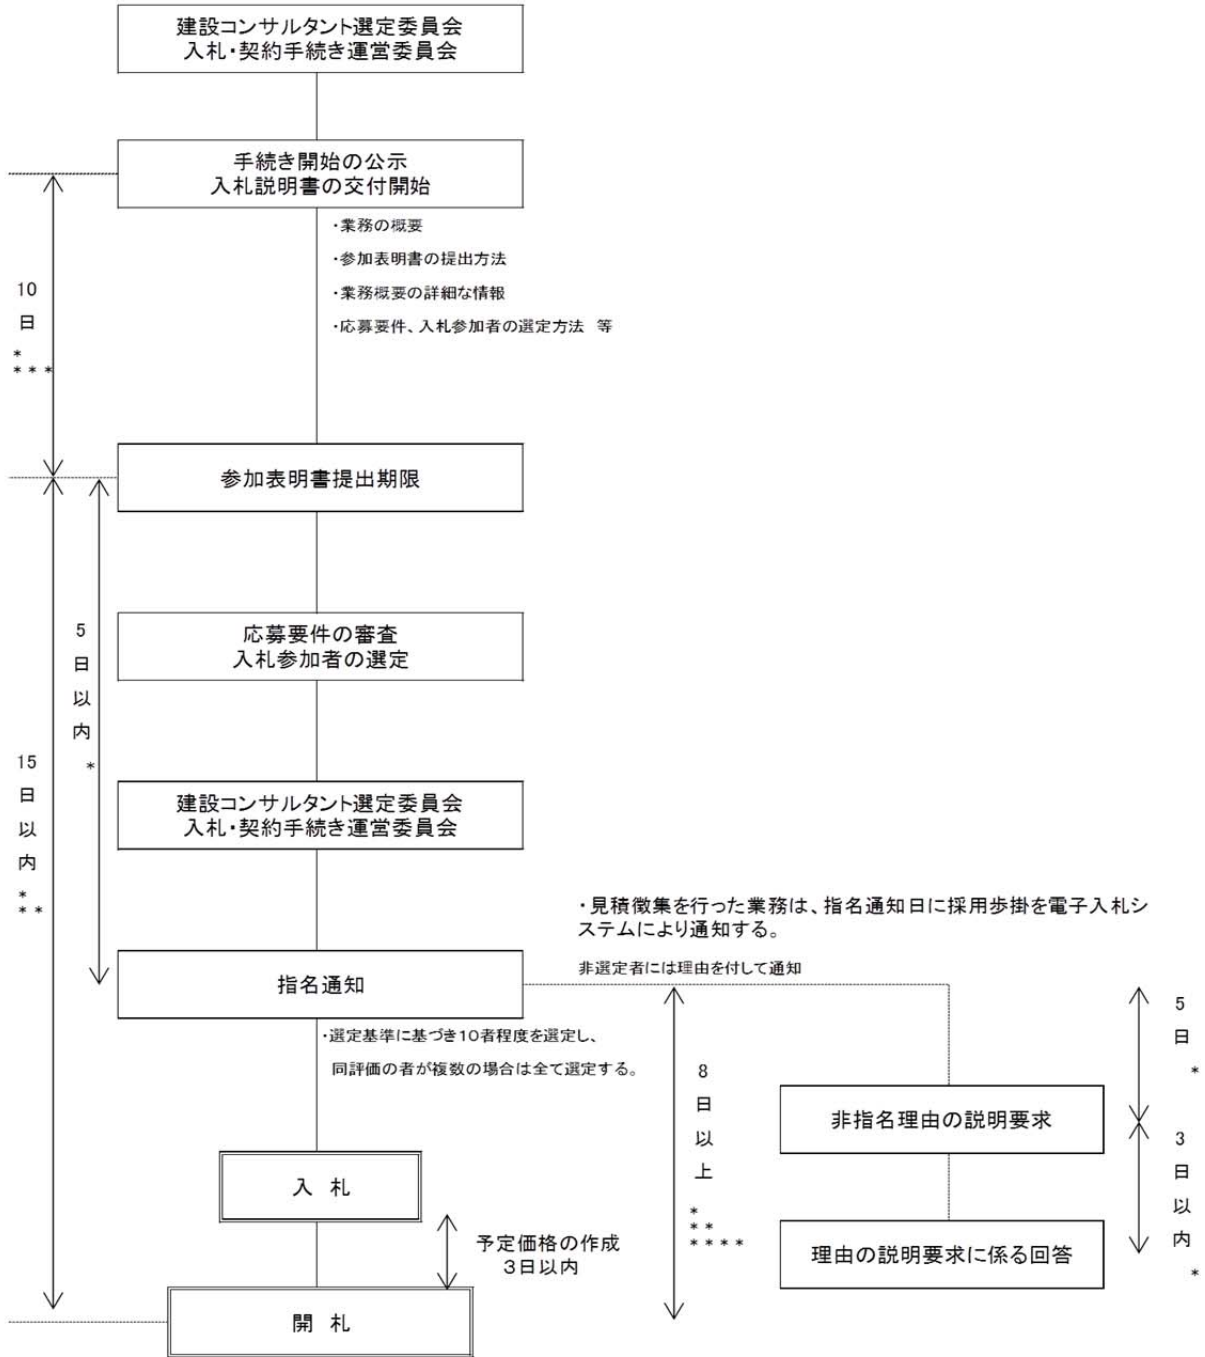 建設コンサルタント選定委員会
入札・契約手続き運営委員会
手続き開始の公示
入札説明書の交付開始
・業務の概要
・参加表明書の提出方法
・業務概要の詳細な情報
・応募要件、入札参加者の選定方法 等
10
日
*
* * *
参加表明書提出期限
応募要件の審査
入札参加者の選定
5
日
以
内
*
15
日
以
内
*
* *
建設コンサルタント選定委員会
入札・契約手続き運営委員会
・見積徴集を行った業務は、指名通知日に採用歩掛を電子入札シ
ステムにより通知する。
非選定者には理由を付して通知
指名通知
・選定基準に基づき10者程度を選定し、
同評価の者が複数の場合は全て選定する。
8
日
以
上
*
* *
* * * *
5
日
*
非指名理由の説明要求
3
日
以
内
*
理由の説明要求に係る回答
入 札
予定価格の作成
3日以内
開 札